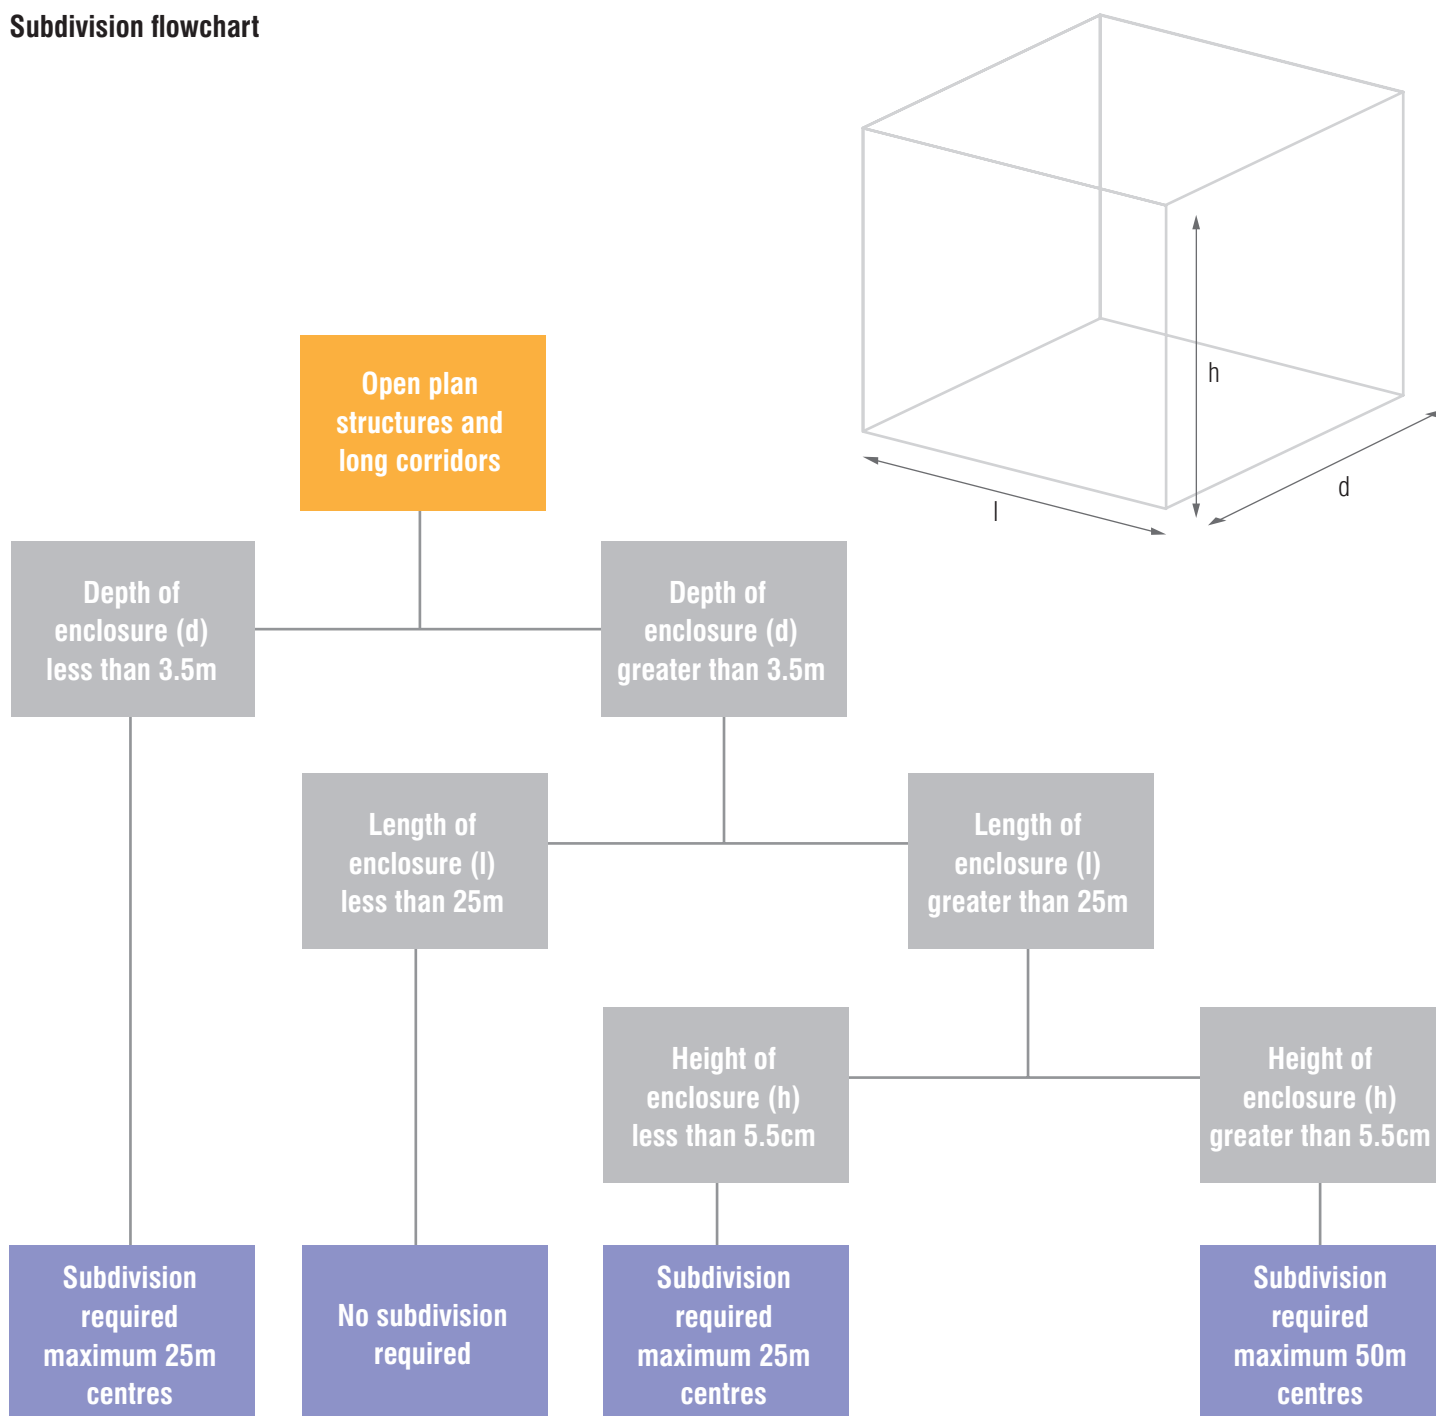 Subdivision flowchart
h
d
l
Open plan
structures and
long corridors
Depth of
enclosure (d)
less than 3.5m
Depth of
enclosure (d)
greater than 3.5m
Length of
enclosure (l)
less than 25m
Length of
enclosure (l)
greater than 25m
Height of
enclosure (h)
less than 5.5cm
Height of
enclosure (h)
greater than 5.5cm
Subdivision
required
maximum 25m
centres
No subdivision
required
Subdivision
required
maximum 25m
centres
Subdivision
required
maximum 50m
centres